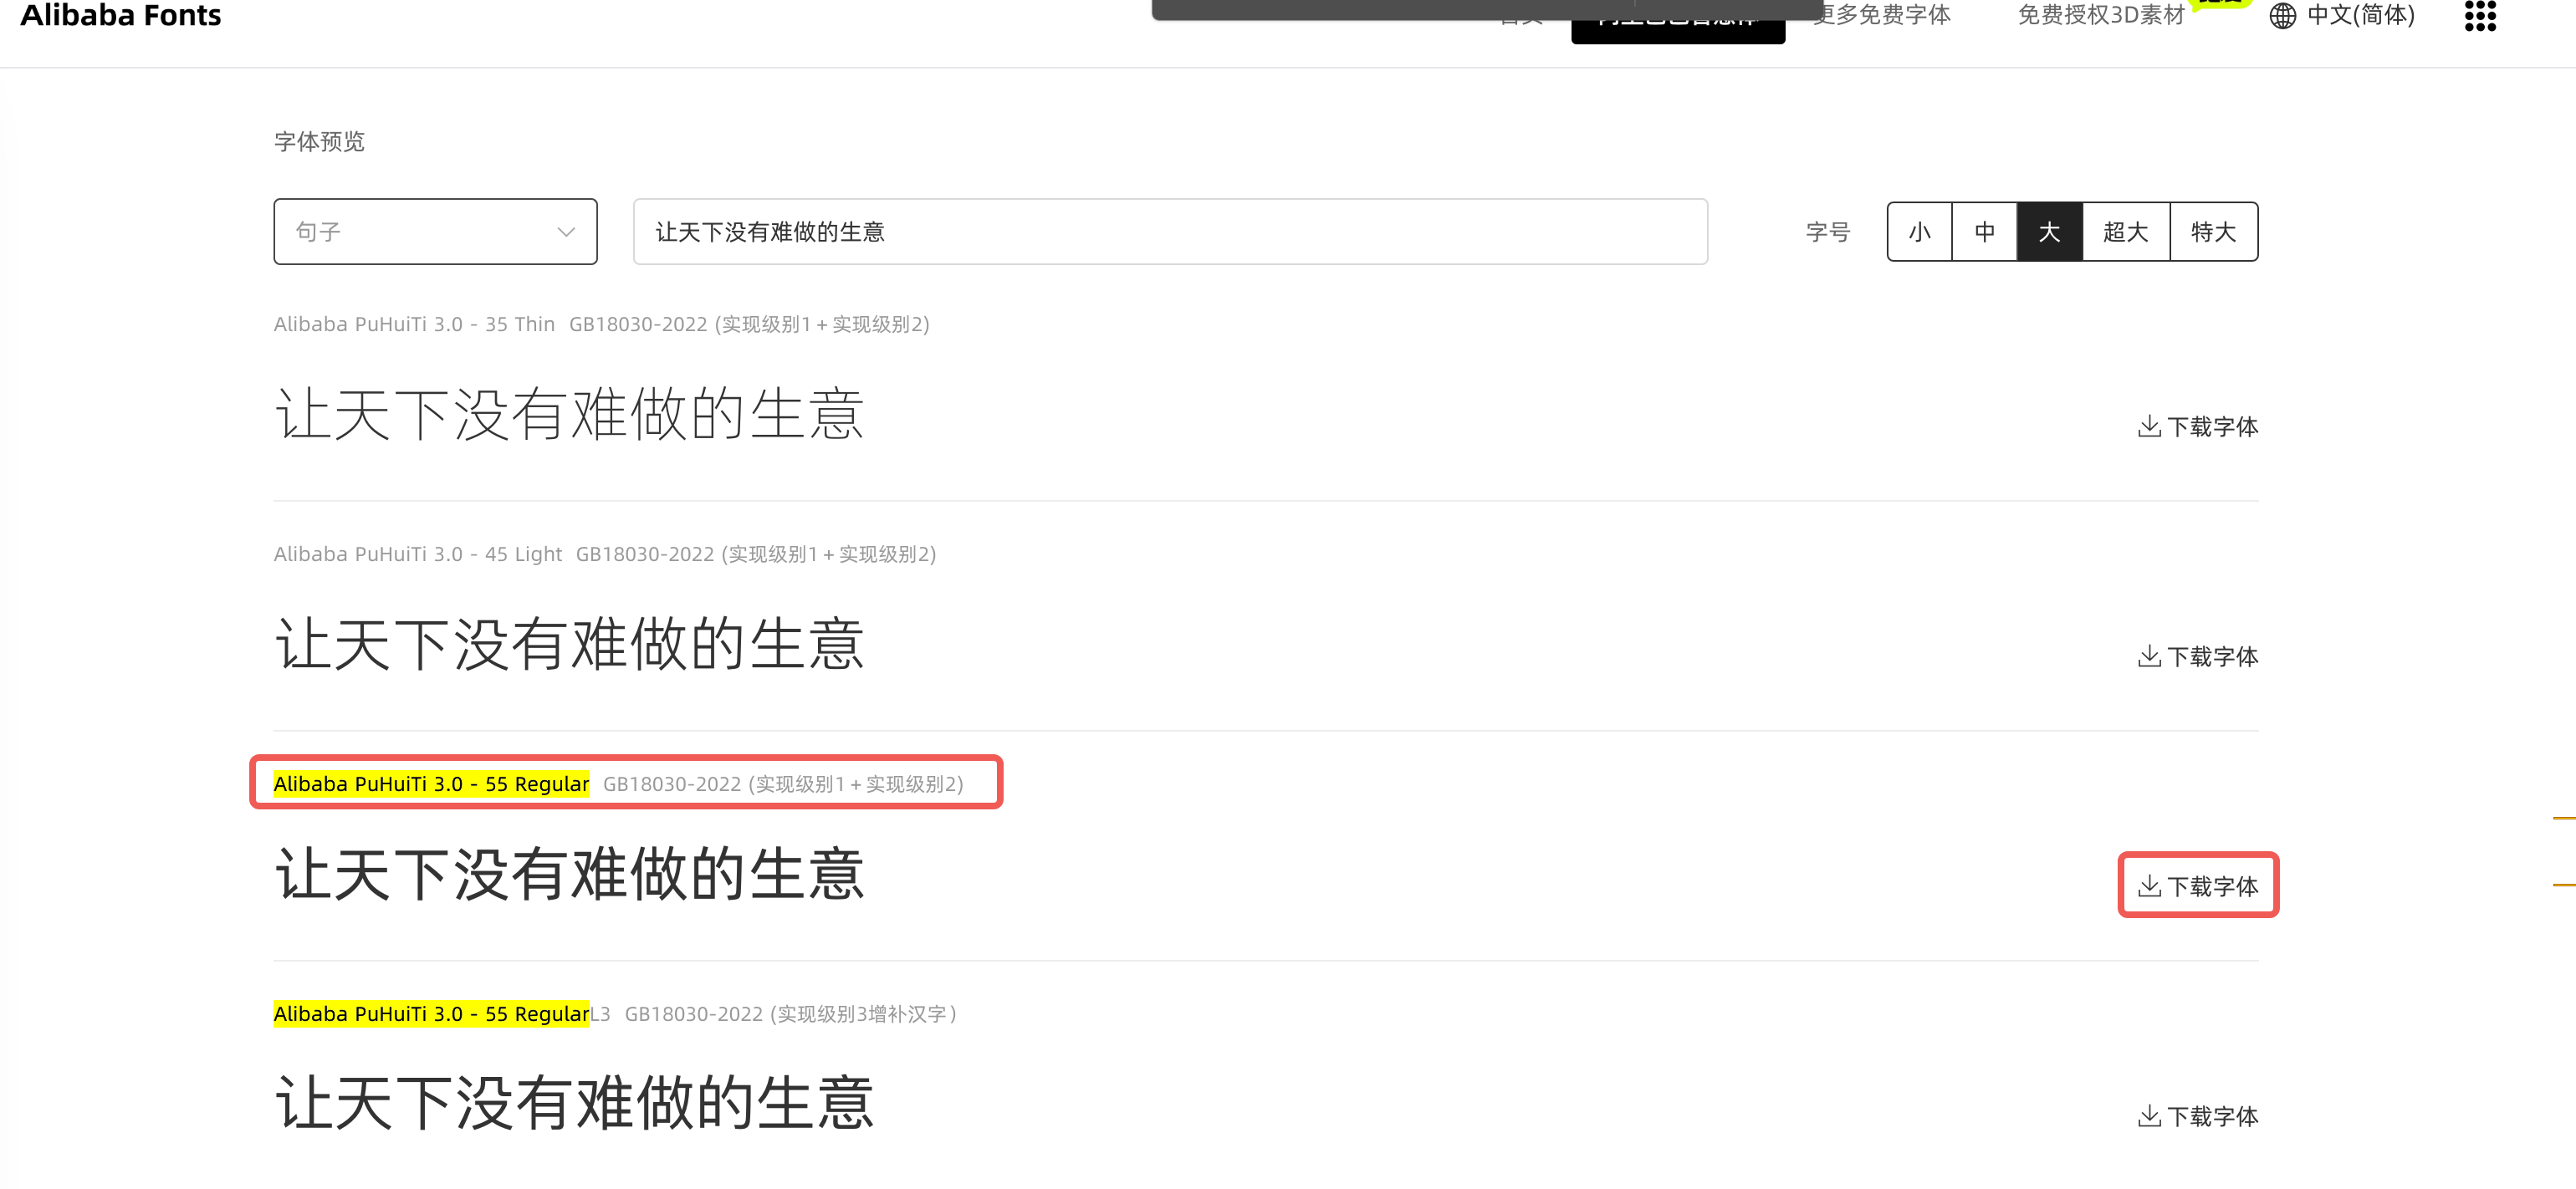 Alibaba Fonts
更多免费字体
免费授权3D素材
中文(简体)
字体预览
句子
让天下没有难做的生意
字号
小 中 大 超大 特大
Alibaba PuHuiTi 3.0 - 35 Thin GB18030-2022 (实现级别1 + 实现级别2)
让天下没有难做的生意
下载字体
Alibaba PuHuiTi 3.0 - 45 Light GB18030-2022 (实现级别1 + 实现级别2)
让天下没有难做的生意
下载字体
Alibaba PuHuiTi 3.0 - 55 Regular GB18030-2022 (实现级别1 + 实现级别2)
让天下没有难做的生意
下载字体
Alibaba PuHuiTi 3.0 - 55 RegularL3 GB18030-2022 (实现级别3增补汉字)
让天下没有难做的生意
下载字体